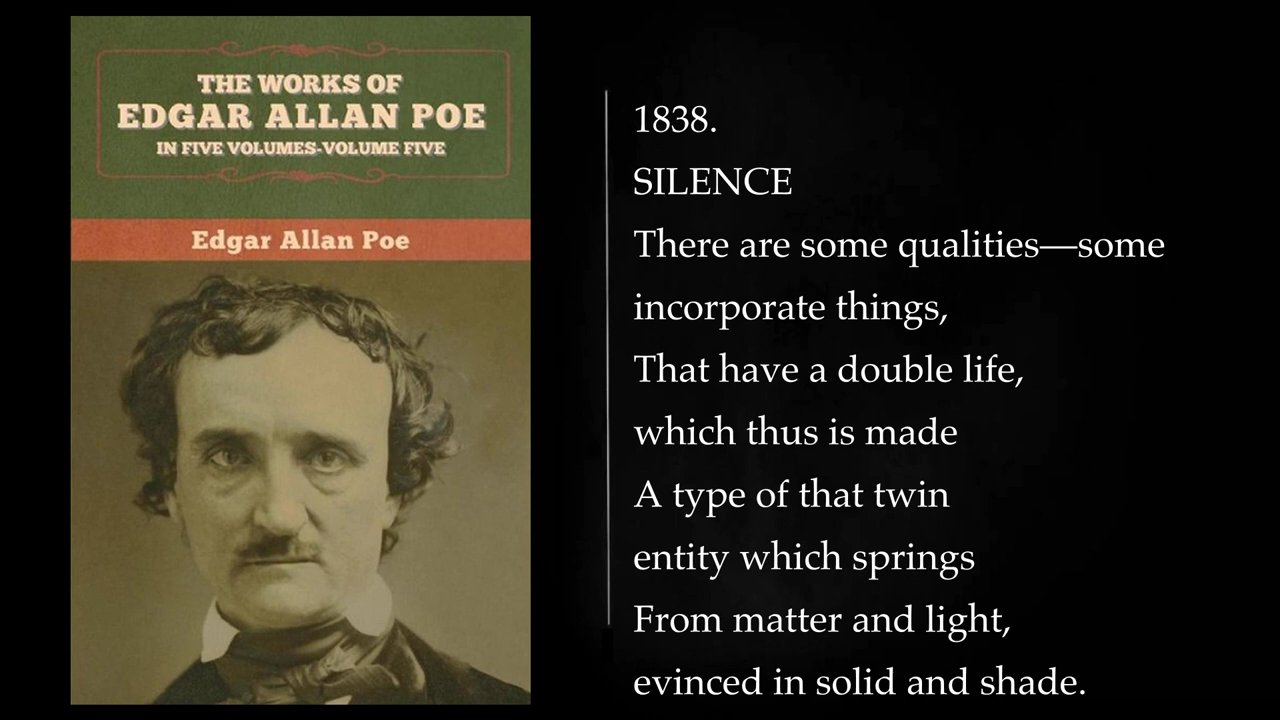 THE WORKS OF
EDGAR ALLAN POE
IN FIVE VOLUMES-VOLUME FIVE
Edgar Allan Poe
1838.
SILENCE
There are some qualities—some
incorporate things,
That have a double life,
which thus is made
A type of that twin
entity which springs
From matter and light,
evinced in solid and shade.